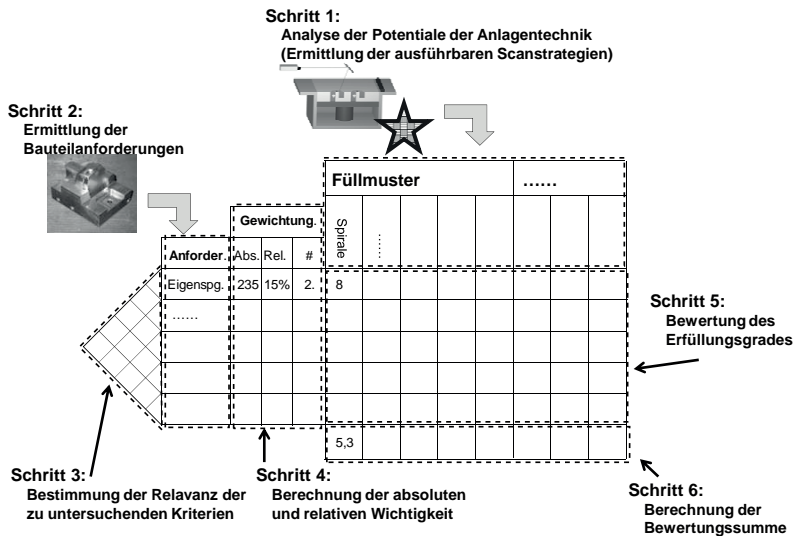 Schritt 1:
Analyse der Potentiale der Anlagentechnik
(Ermittlung der ausführbaren Scanstrategien)
Schritt 2:
Ermittlung der
Bauteilanforderungen
Füllmuster ......
Gewichtung.
Spirale ......
Anforder. Abs. Rel. #
Eigenspg. 235 15% 2. 8
......
Schritt 5:
Bewertung des
Erfüllungsgrades
5,3
Schritt 3:
Bestimmung der Relavanz der
zu untersuchenden Kriterien
Schritt 4:
Berechnung der absoluten
und relativen Wichtigkeit
Schritt 6:
Berechnung der
Bewertungssumme